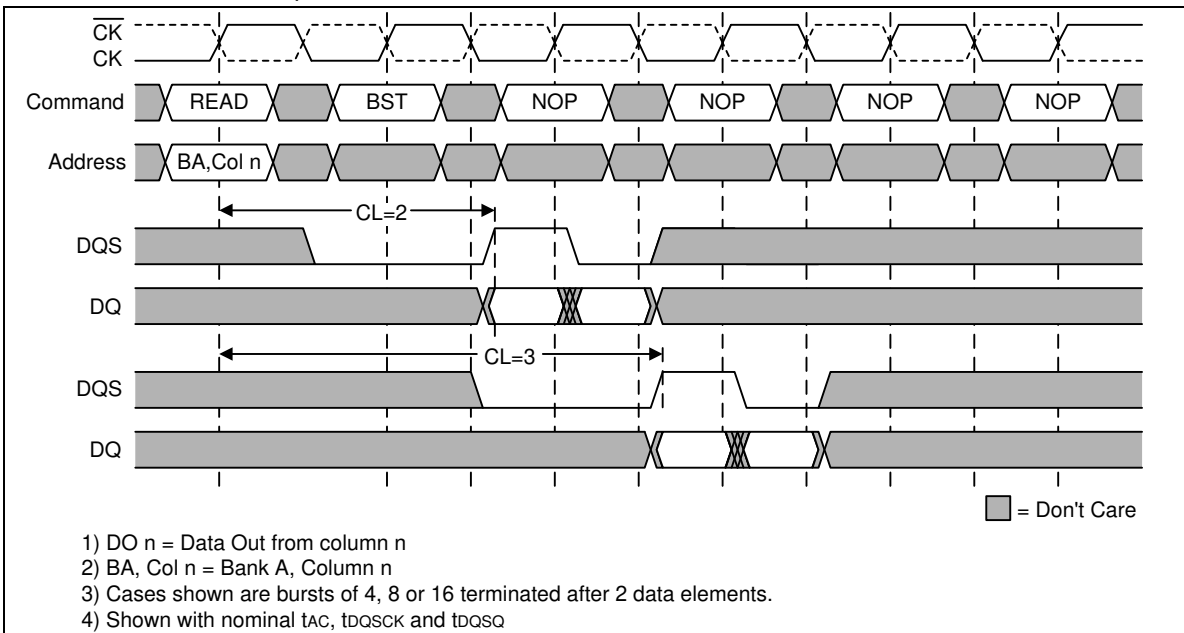 CK
CK
Command READ BST NOP NOP NOP NOP
Address BA,Col n
CL=2
DQS
DQ
CL=3
DQS
DQ
= Don't Care
1) DO n = Data Out from column n
2) BA, Col n = Bank A, Column n
3) Cases shown are bursts of 4, 8 or 16 terminated after 2 data elements.
4) Shown with nominal tAC, tDQSCK and tDQSQ